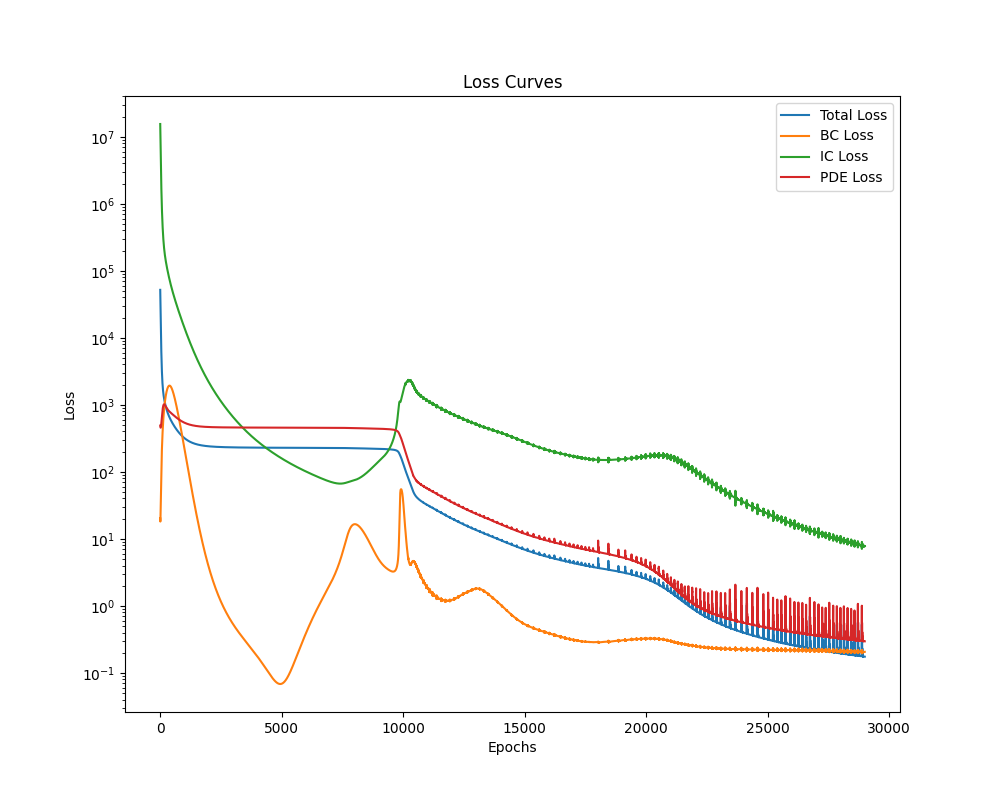 Loss Curves
Total Loss
BC Loss
IC Loss
PDE Loss
Loss
10⁷
10⁶
10⁵
10⁴
10³
10²
10¹
10⁰
10⁻¹
0 5000 10000 15000 20000 25000 30000
Epochs